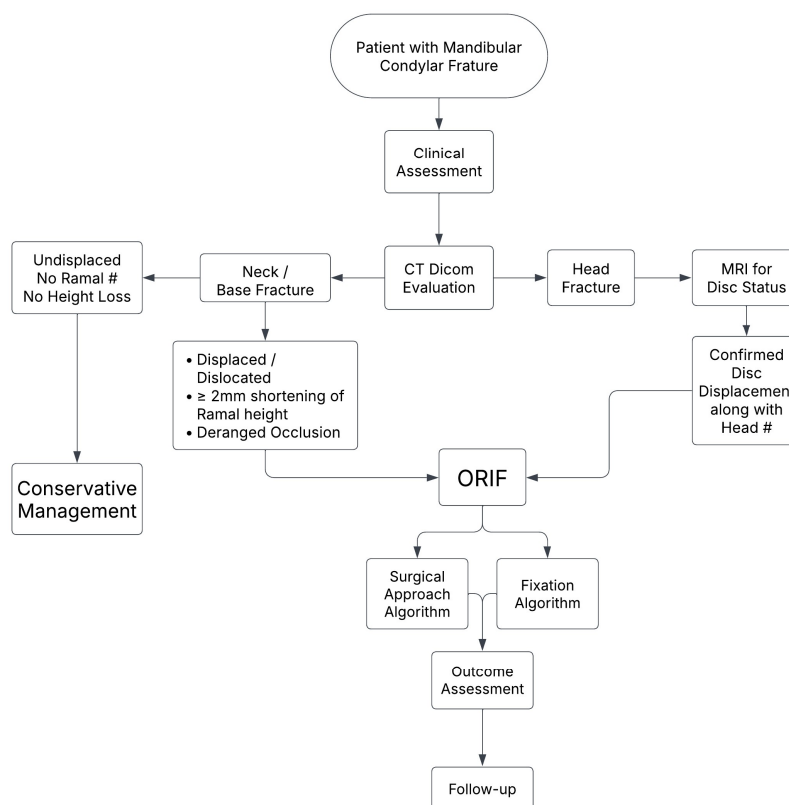 Patient with Mandibular
Condylar Frature
Clinical
Assessment
Undisplaced
No Ramal #
No Height Loss
Neck /
Base Fracture
CT Dicom
Evaluation
Head
Fracture
MRI for
Disc Status
• Displaced /
Dislocated
• ≥ 2mm shortening of
Ramal height
• Deranged Occlusion
Confirmed
Disc
Displacemen
along with
Head #
Conservative
Management
ORIF
Surgical
Approach
Algorithm
Fixation
Algorithm
Outcome
Assessment
Follow-up